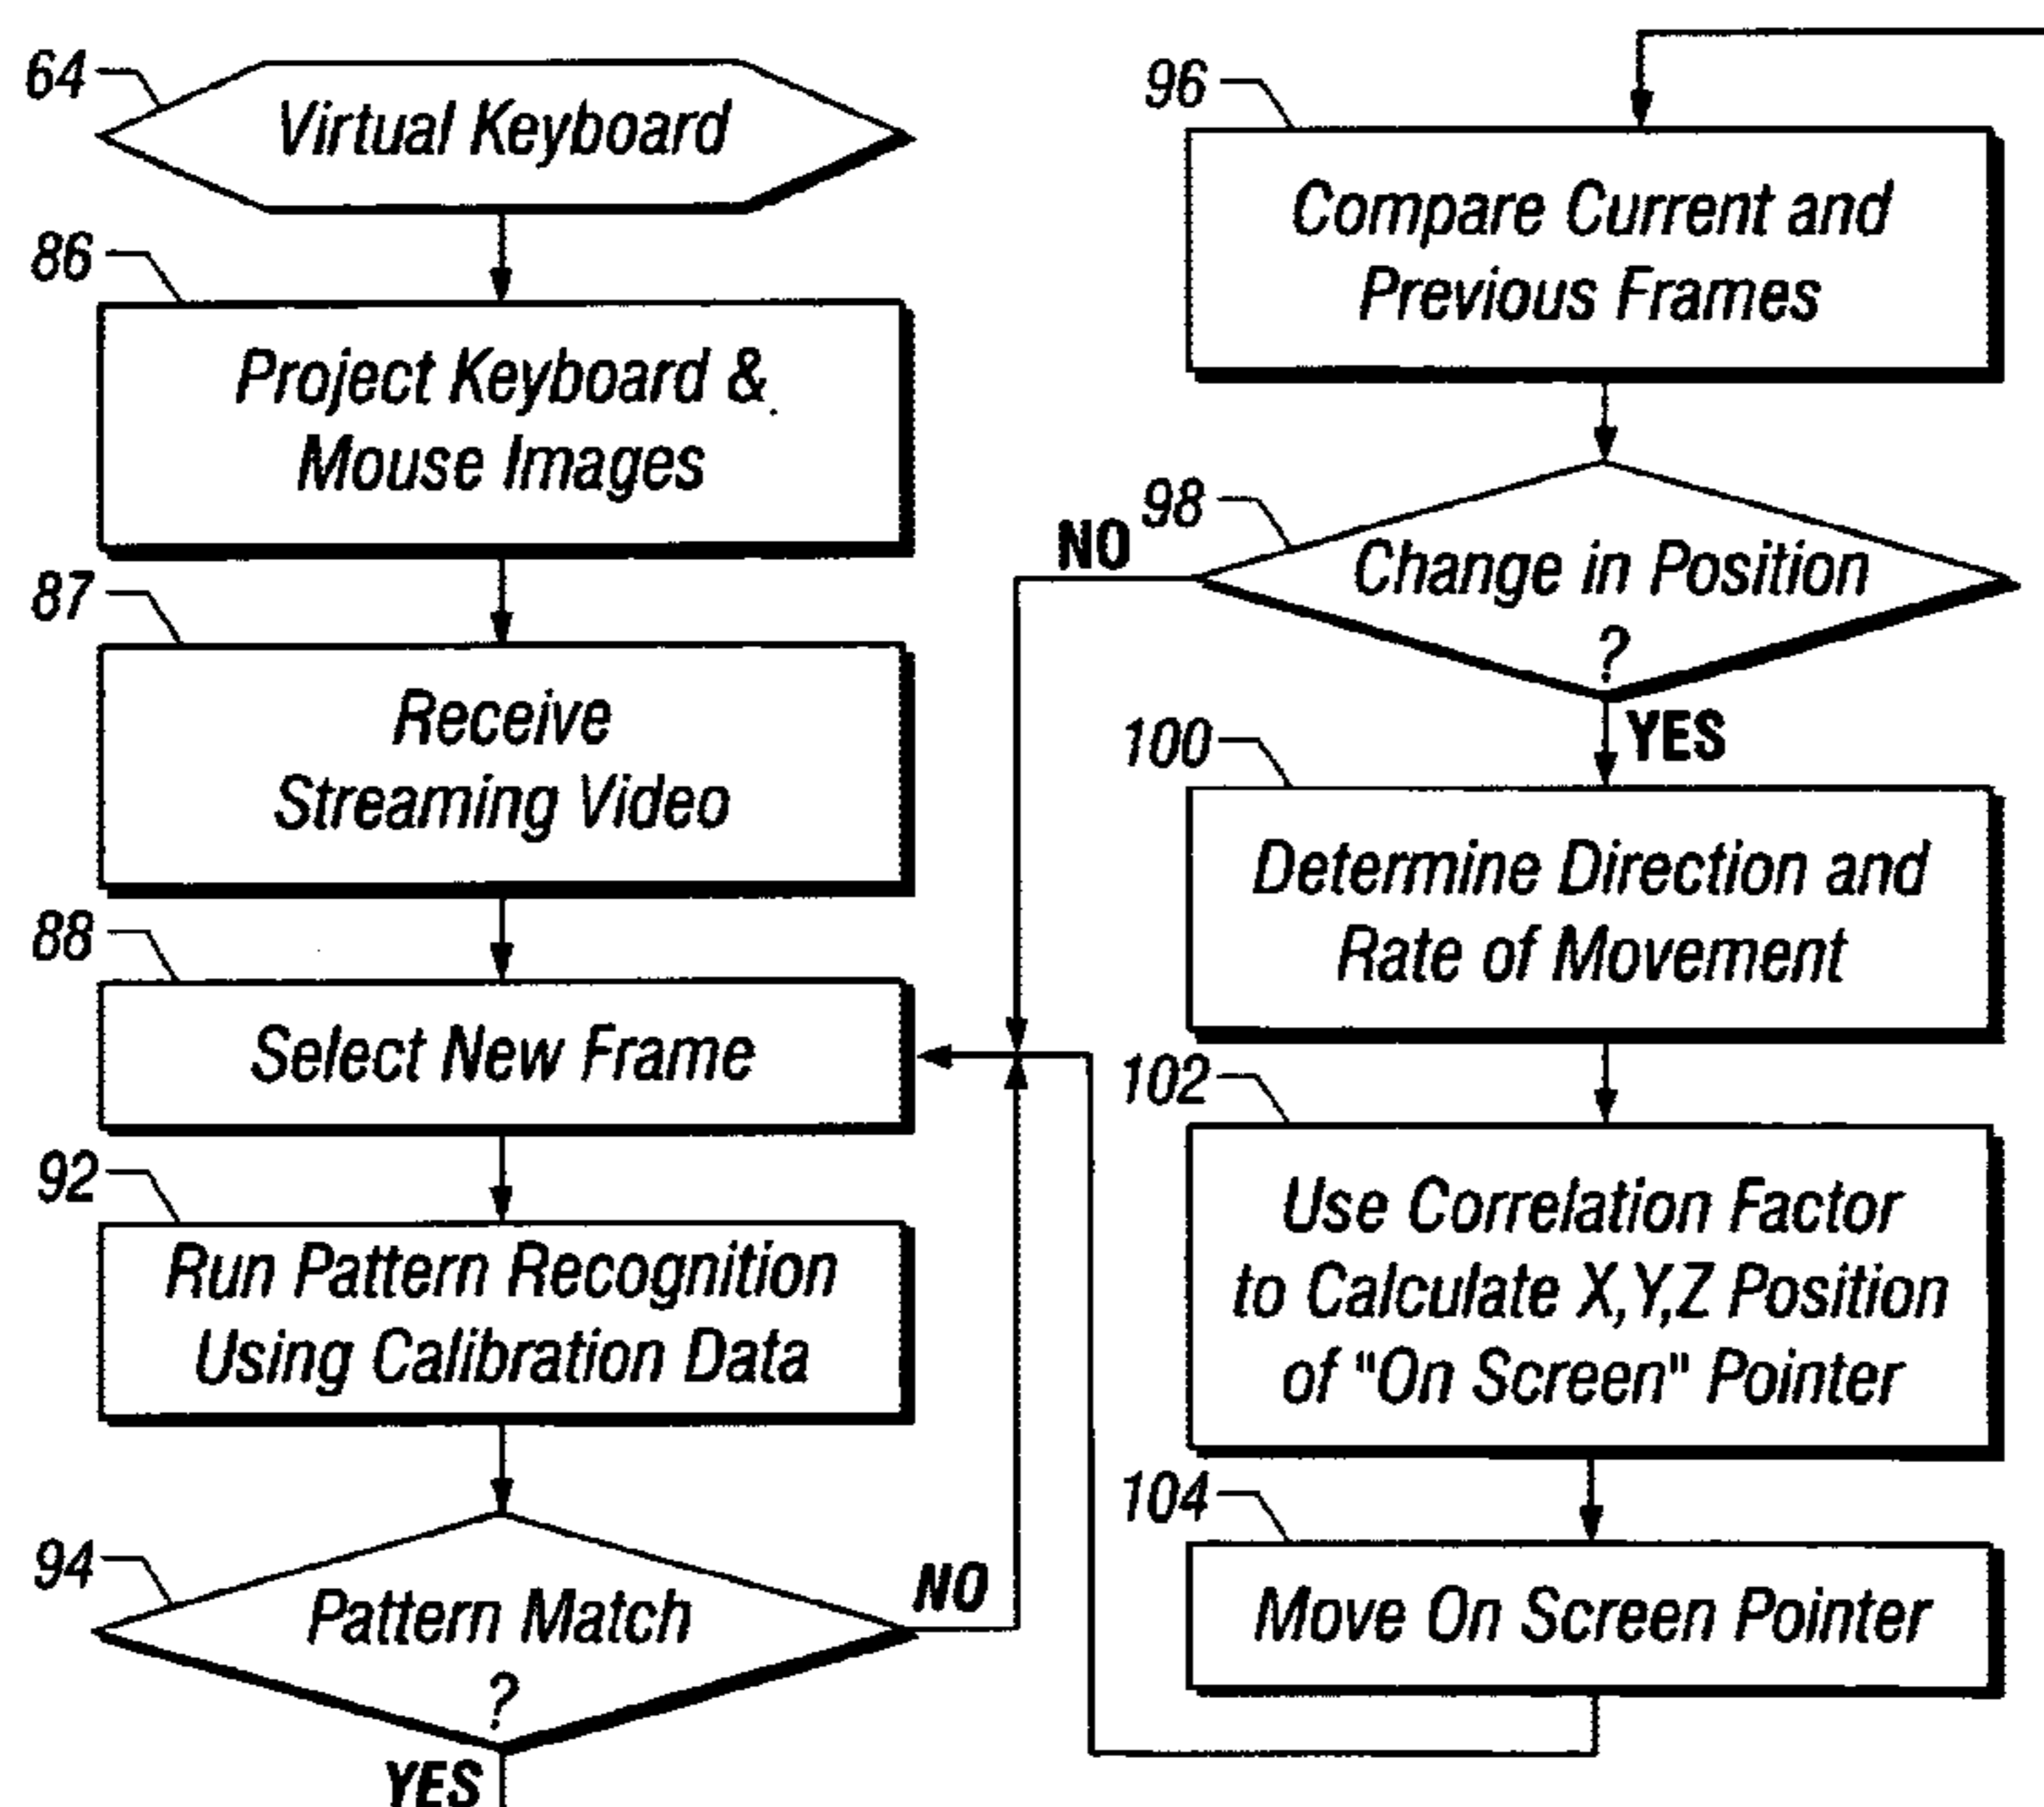 64
Virtual Keyboard
86
Project Keyboard &
Mouse Images
87
Receive
Streaming Video
88
Select New Frame
92
Run Pattern Recognition
Using Calibration Data
94
Pattern Match
?
NO
YES
96
Compare Current and
Previous Frames
98
NO
Change in Position
?
YES
100
Determine Direction and
Rate of Movement
102
Use Correlation Factor
to Calculate X,Y,Z Position
of "On Screen" Pointer
104
Move On Screen Pointer